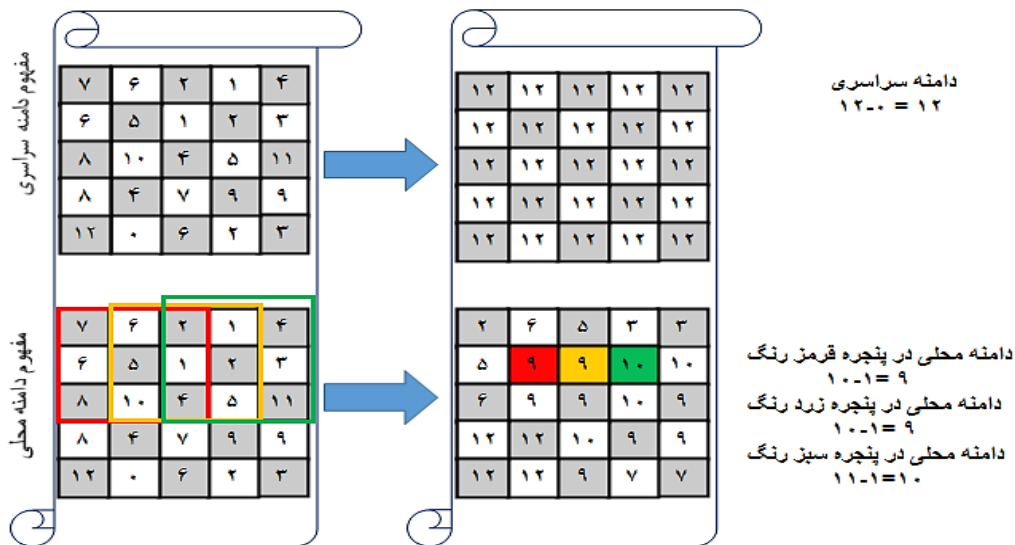 مفهوم دامنه سراسری
۷ ۶ ۲ ۱ ۴
۶ ۵ ۱ ۲ ۳
۸ ۱۰ ۴ ۵ ۱۱
۸ ۴ ۷ ۹ ۹
۱۲ ۰ ۶ ۲ ۳
۱۲ ۱۲ ۱۲ ۱۲ ۱۲
۱۲ ۱۲ ۱۲ ۱۲ ۱۲
۱۲ ۱۲ ۱۲ ۱۲ ۱۲
۱۲ ۱۲ ۱۲ ۱۲ ۱۲
۱۲ ۱۲ ۱۲ ۱۲ ۱۲
دامنه سراسری
۱۲-۰ = ۱۲
مفهوم دامنه محلی
۷ ۶ ۲ ۱ ۴
۶ ۵ ۱ ۲ ۳
۸ ۱۰ ۴ ۵ ۱۱
۸ ۴ ۷ ۹ ۹
۱۲ ۰ ۶ ۲ ۳
۲ ۶ ۵ ۳ ۳
۵ ۹ ۹ ۱۰ ۱۰
۶ ۹ ۹ ۱۰ ۹
۱۲ ۱۲ ۱۰ ۹ ۹
۱۲ ۱۲ ۹ ۷ ۷
دامنه محلی در پنجره قرمز رنگ
۱۰-۱= ۹
دامنه محلی در پنجره زرد رنگ
۱۰-۱= ۹
دامنه محلی در پنجره سبز رنگ
۱۱-۱=۱۰